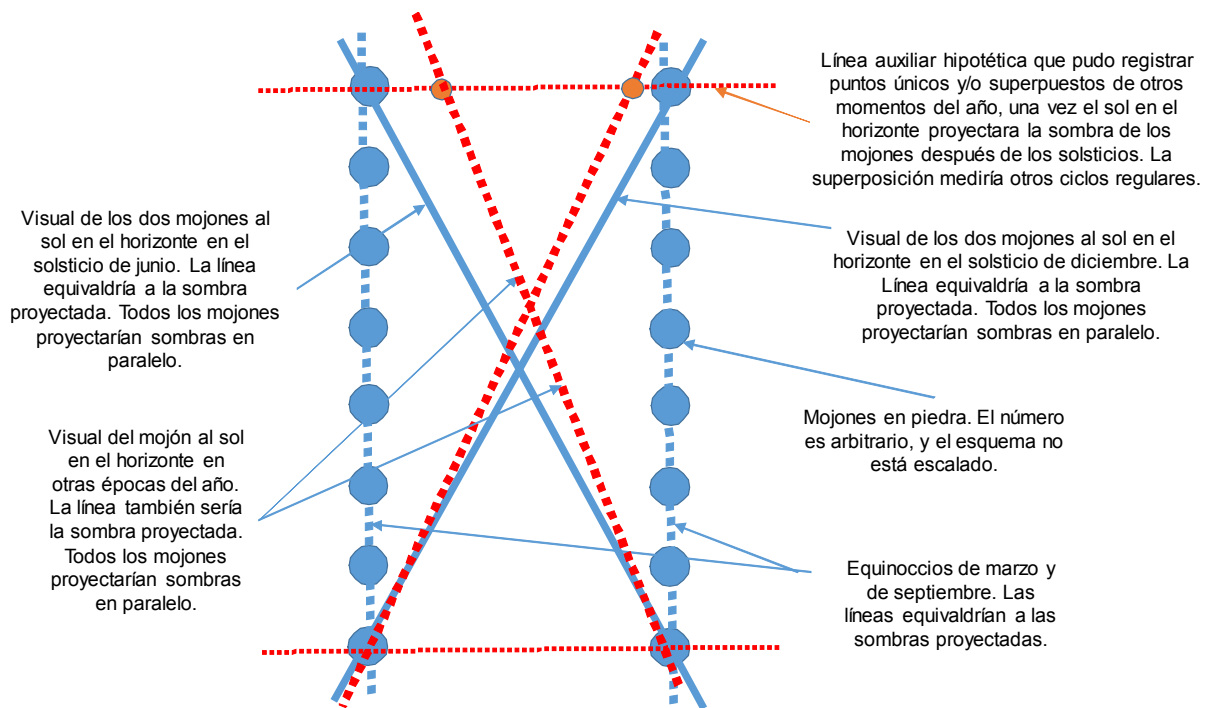 Línea auxiliar hipotética que pudo registrar
puntos únicos y/o superpuestos de otros
momentos del año, una vez el sol en el
horizonte proyectara la sombra de los
mojones después de los solsticios. La
superposición mediría otros ciclos regulares.
Visual de los dos mojones al
sol en el horizonte en el
solsticio de junio. La línea
equivaldría a la sombra
proyectada. Todos los mojones
proyectarían sombras en
paralelo.
Visual de los dos mojones al sol en el
horizonte en el solsticio de diciembre. La
Línea equivaldría a la sombra
proyectada. Todos los mojones
proyectarían sombras en paralelo.
Mojones en piedra. El número
es arbitrario, y el esquema no
está escalado.
Visual del mojón al sol
en el horizonte en
otras épocas del año.
La línea también sería
la sombra proyectada.
Todos los mojones
proyectarían sombras
en paralelo.
Equinoccios de marzo y
de septiembre. Las
líneas equivaldrían a las
sombras proyectadas.